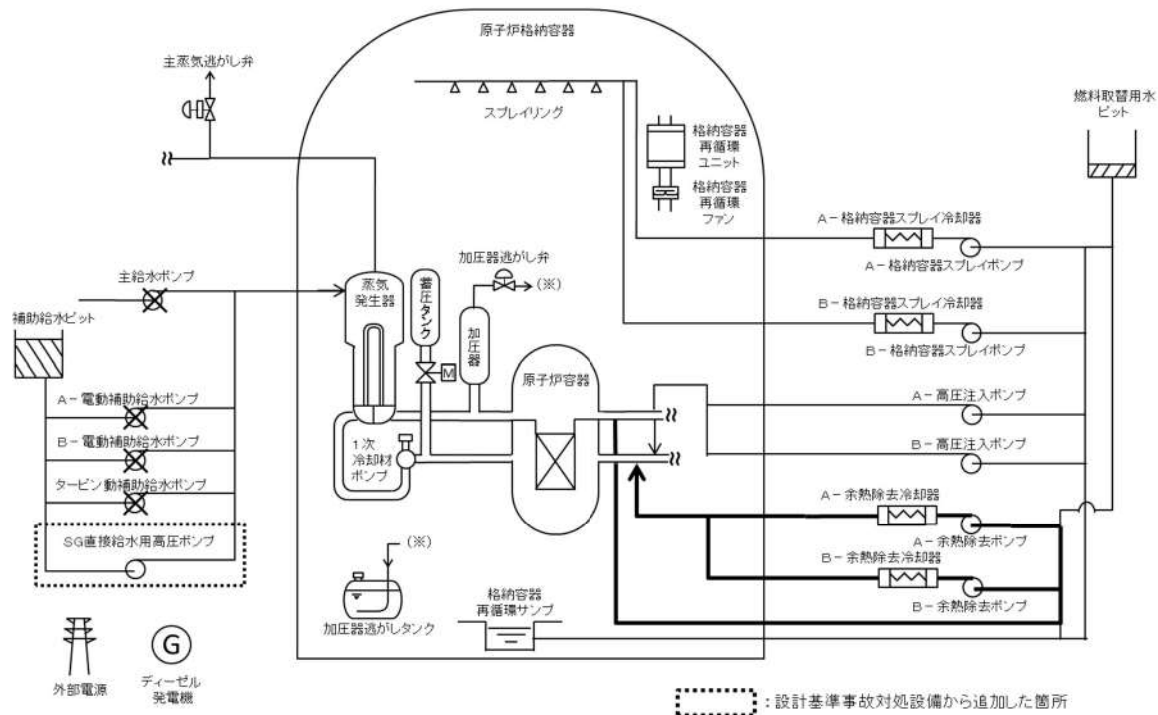 原子炉格納容器
主蒸気逃がし弁
スプレイリング
格納容器
再循環
ユニット
格納容器
再循環
ファン
燃料取替用水
ピット
A－格納容器スプレイ冷却器
A－格納容器スプレイポンプ
加圧器逃がし弁
(※)
主給水ポンプ
蒸気
発生器
蓄圧タンク
加圧器
M
補助給水ピット
B－格納容器スプレイ冷却器
B－格納容器スプレイポンプ
原子炉容器
A－電動補助給水ポンプ
B－電動補助給水ポンプ
タービン動補助給水ポンプ
SG直接給水用高圧ポンプ
1次
冷却材
ポンプ
A－高圧注入ポンプ
B－高圧注入ポンプ
A－余熱除去冷却器
A－余熱除去ポンプ
B－余熱除去冷却器
B－余熱除去ポンプ
(※)
加圧器逃がしタンク
格納容器
再循環サンプ
外部電源
G
ディーゼル
発電機
：設計基準事故対処設備から追加した箇所